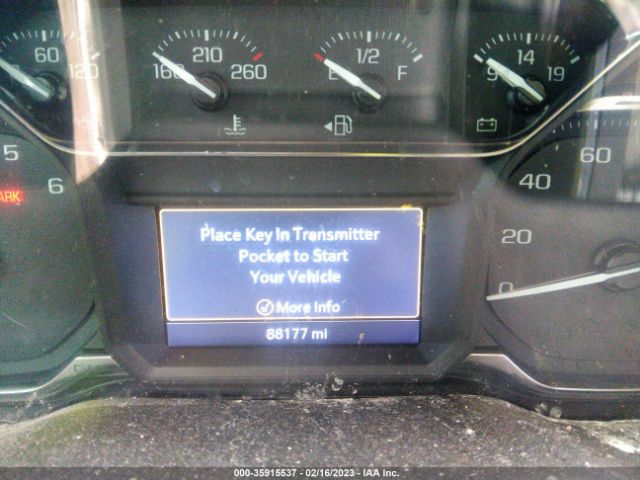 60 120
160 210 260
E 1/2 F
9 14 19
5
6
ARK
60
40
20
0
Place Key In Transmitter
Pocket to Start
Your Vehicle
More Info
88177 mi
000-35915537 - 02/16/2023 - IAA Inc.